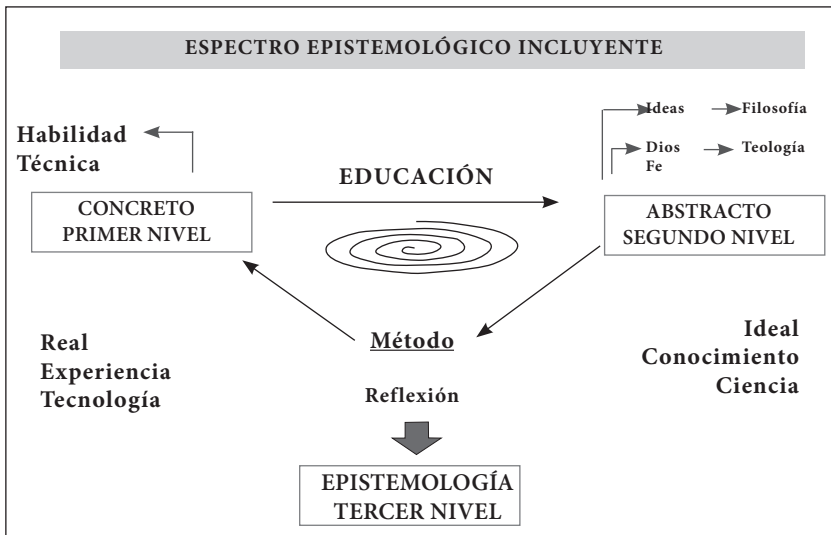 ESPECTRO EPISTEMOLÓGICO INCLUYENTE
Ideas Filosofía
Dios Teología
Fe
Habilidad
Técnica
EDUCACIÓN
CONCRETO
PRIMER NIVEL
ABSTRACTO
SEGUNDO NIVEL
Método
Real
Experiencia
Tecnología
Ideal
Conocimiento
Ciencia
Reflexión
EPISTEMOLOGÍA
TERCER NIVEL